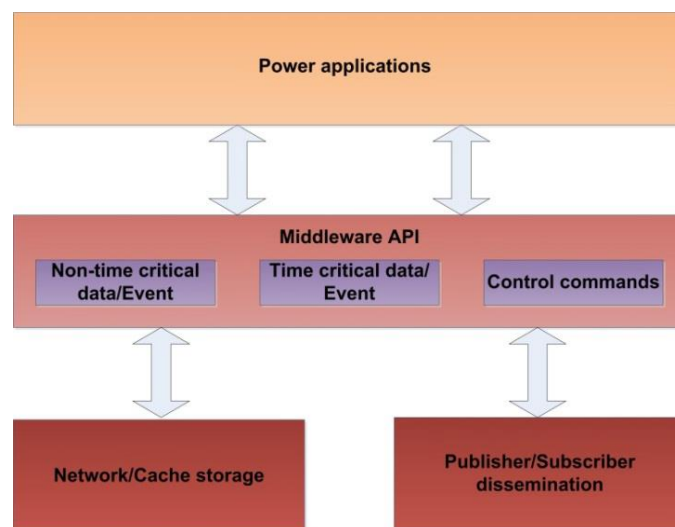 Power applications
Middleware API
Non-time critical
data/Event
Time critical data/
Event
Control commands
Network/Cache storage
Publisher/Subscriber
dissemination